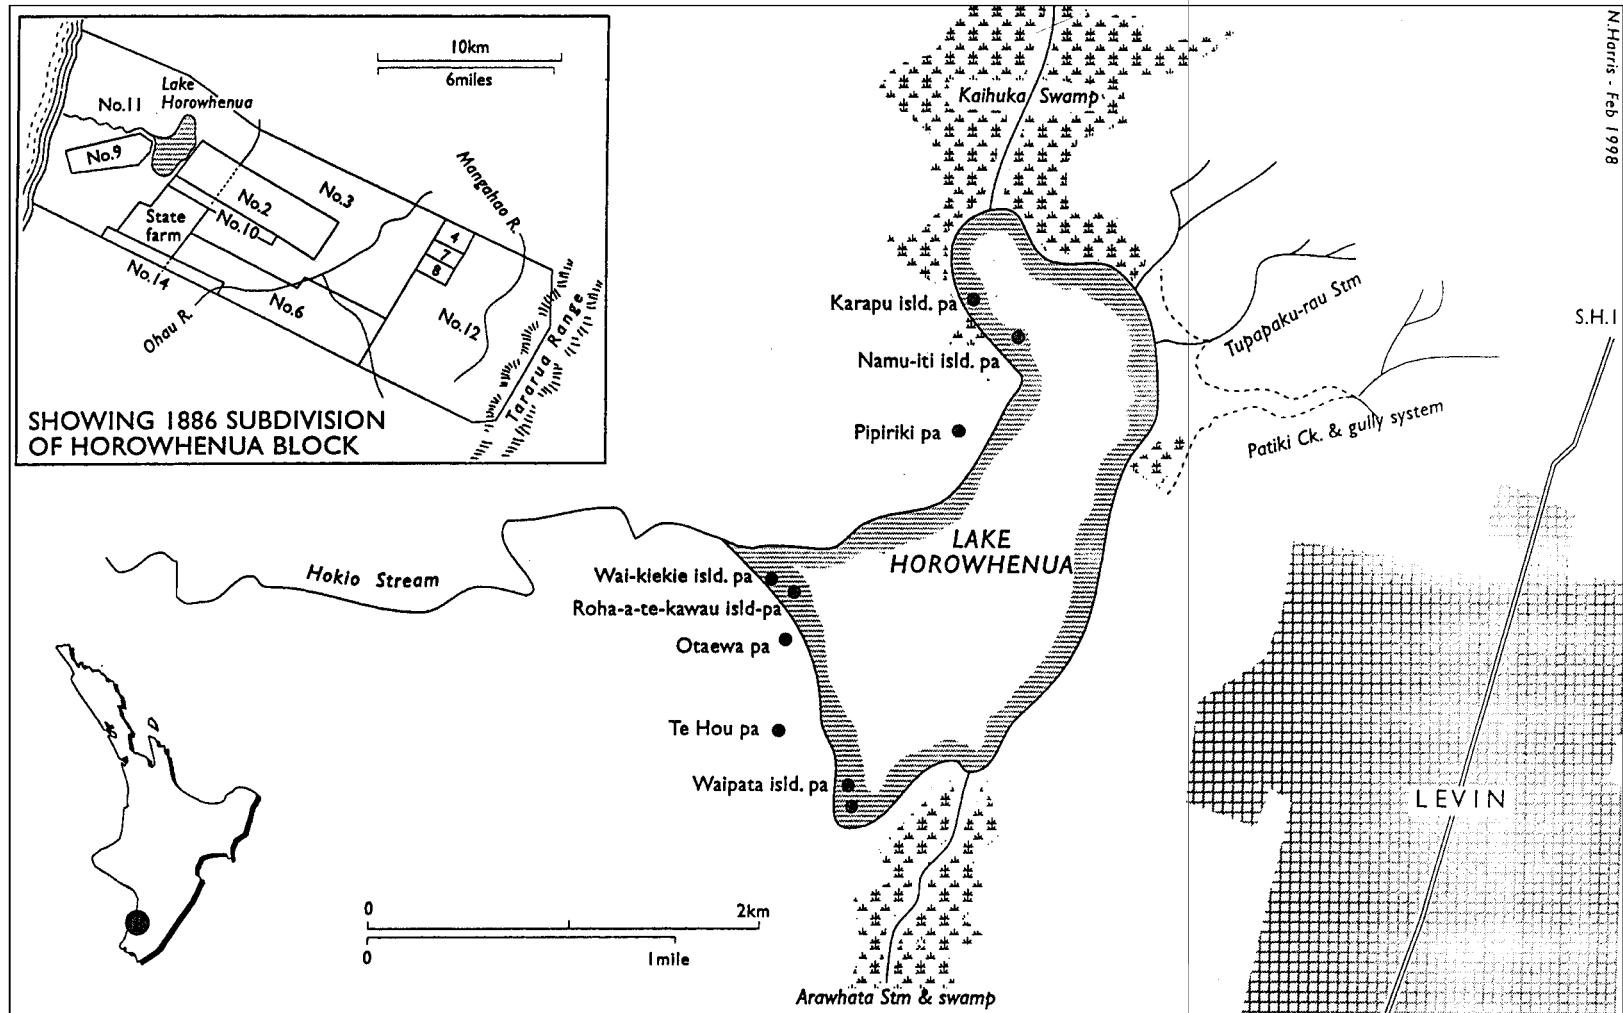 10km
6miles
Lake
Horowhenua
No.11
No.9
No.3
No.2
No.10
State
farm
No.14
No.6
Ohau R.
Mangahao R.
4
7
8
No.12
Tararua Range
SHOWING 1886 SUBDIVISION
OF HOROWHENUA BLOCK
N.Harris - Feb 1998
Kaihuka Swamp
Karapu isld. pa
Namu-iti isld. pa
Pipiriki pa
Tupapaku-rau Stm
S.H.1
Patiki Ck. & gully system
LAKE
HOROWHENUA
Hokio Stream
Wai-kiekie isld. pa
Roha-a-te-kawau isld-pa
Otaewa pa
Te Hou pa
Waipata isld. pa
LEVIN
0
2km
0
1mile
Arawhata Stm & swamp